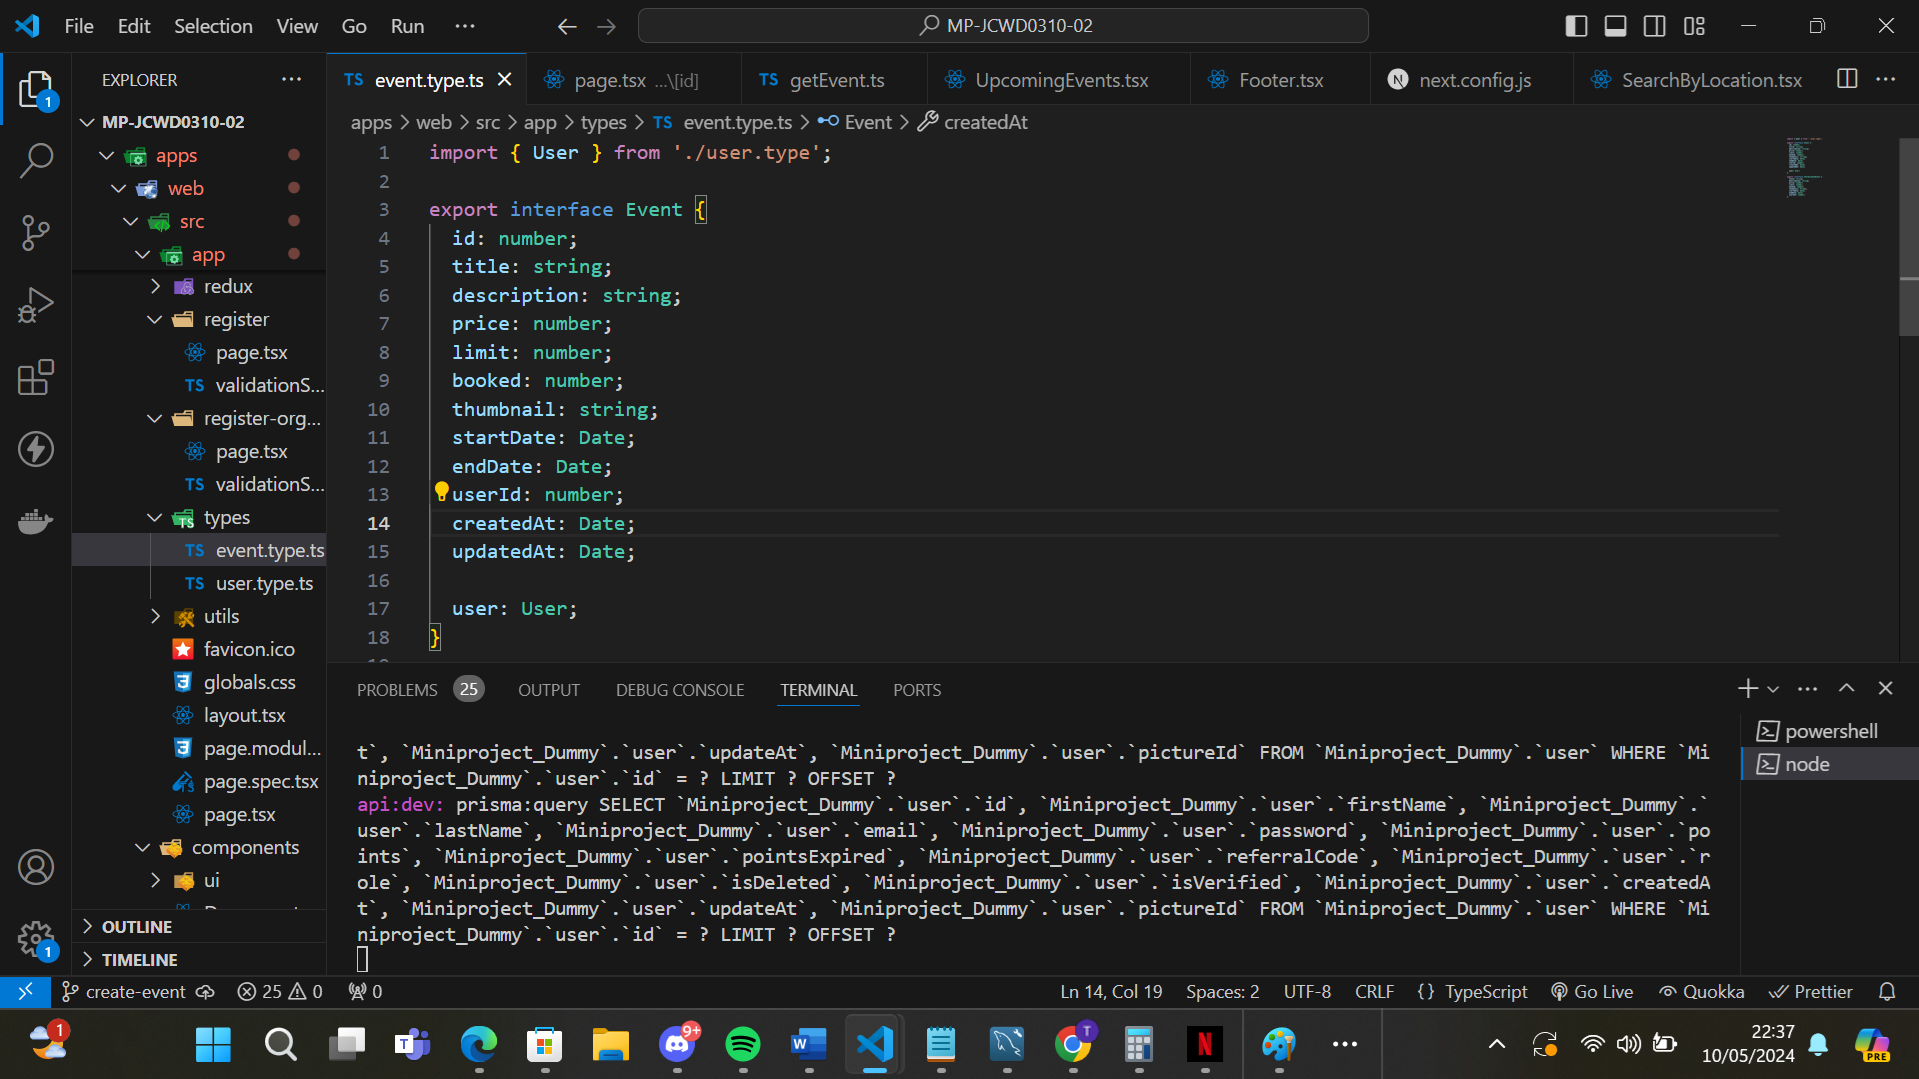 File Edit Selection View Go Run ···
MP-JCWD0310-02
EXPLORER
MP-JCWD0310-02
apps
web
src
app
redux
register
page.tsx
TS validationS...
register-org...
page.tsx
TS validationS...
types
TS event.type.ts
TS user.type.ts
utils
favicon.ico
globals.css
layout.tsx
page.modul...
page.spec.tsx
page.tsx
components
ui
OUTLINE
TIMELINE
TS event.type.ts
page.tsx ...\[id]
TS getEvent.ts
UpcomingEvents.tsx
Footer.tsx
N next.config.js
SearchByLocation.tsx
apps > web > src > app > types > TS event.type.ts > Event > createdAt
1 import { User } from './user.type';
2
3 export interface Event {
4 id: number;
5 title: string;
6 description: string;
7 price: number;
8 limit: number;
9 booked: number;
10 thumbnail: string;
11 startDate: Date;
12 endDate: Date;
13 userId: number;
14 createdAt: Date;
15 updatedAt: Date;
16
17 user: User;
18 }
PROBLEMS 25 OUTPUT DEBUG CONSOLE TERMINAL PORTS
t`, `Miniproject_Dummy`.`user`.`updateAt`, `Miniproject_Dummy`.`user`.`pictureId` FROM `Miniproject_Dummy`.`user` WHERE `Mi
niproject_Dummy`.`user`.`id` = ? LIMIT ? OFFSET ?
api:dev: prisma:query SELECT `Miniproject_Dummy`.`user`.`id`, `Miniproject_Dummy`.`user`.`firstName`, `Miniproject_Dummy`.`
user`.`lastName`, `Miniproject_Dummy`.`user`.`email`, `Miniproject_Dummy`.`user`.`password`, `Miniproject_Dummy`.`user`.`po
ints`, `Miniproject_Dummy`.`user`.`pointsExpired`, `Miniproject_Dummy`.`user`.`referralCode`, `Miniproject_Dummy`.`user`.`r
ole`, `Miniproject_Dummy`.`user`.`isDeleted`, `Miniproject_Dummy`.`user`.`isVerified`, `Miniproject_Dummy`.`user`.`createdA
t`, `Miniproject_Dummy`.`user`.`updateAt`, `Miniproject_Dummy`.`user`.`pictureId` FROM `Miniproject_Dummy`.`user` WHERE `Mi
niproject_Dummy`.`user`.`id` = ? LIMIT ? OFFSET ?
powershell
node
1
1
create-event 25 0 0
Ln 14, Col 19 Spaces: 2 UTF-8 CRLF {} TypeScript Go Live Quokka Prettier
1
9+
T
W
T
N
PRE
22:37
10/05/2024